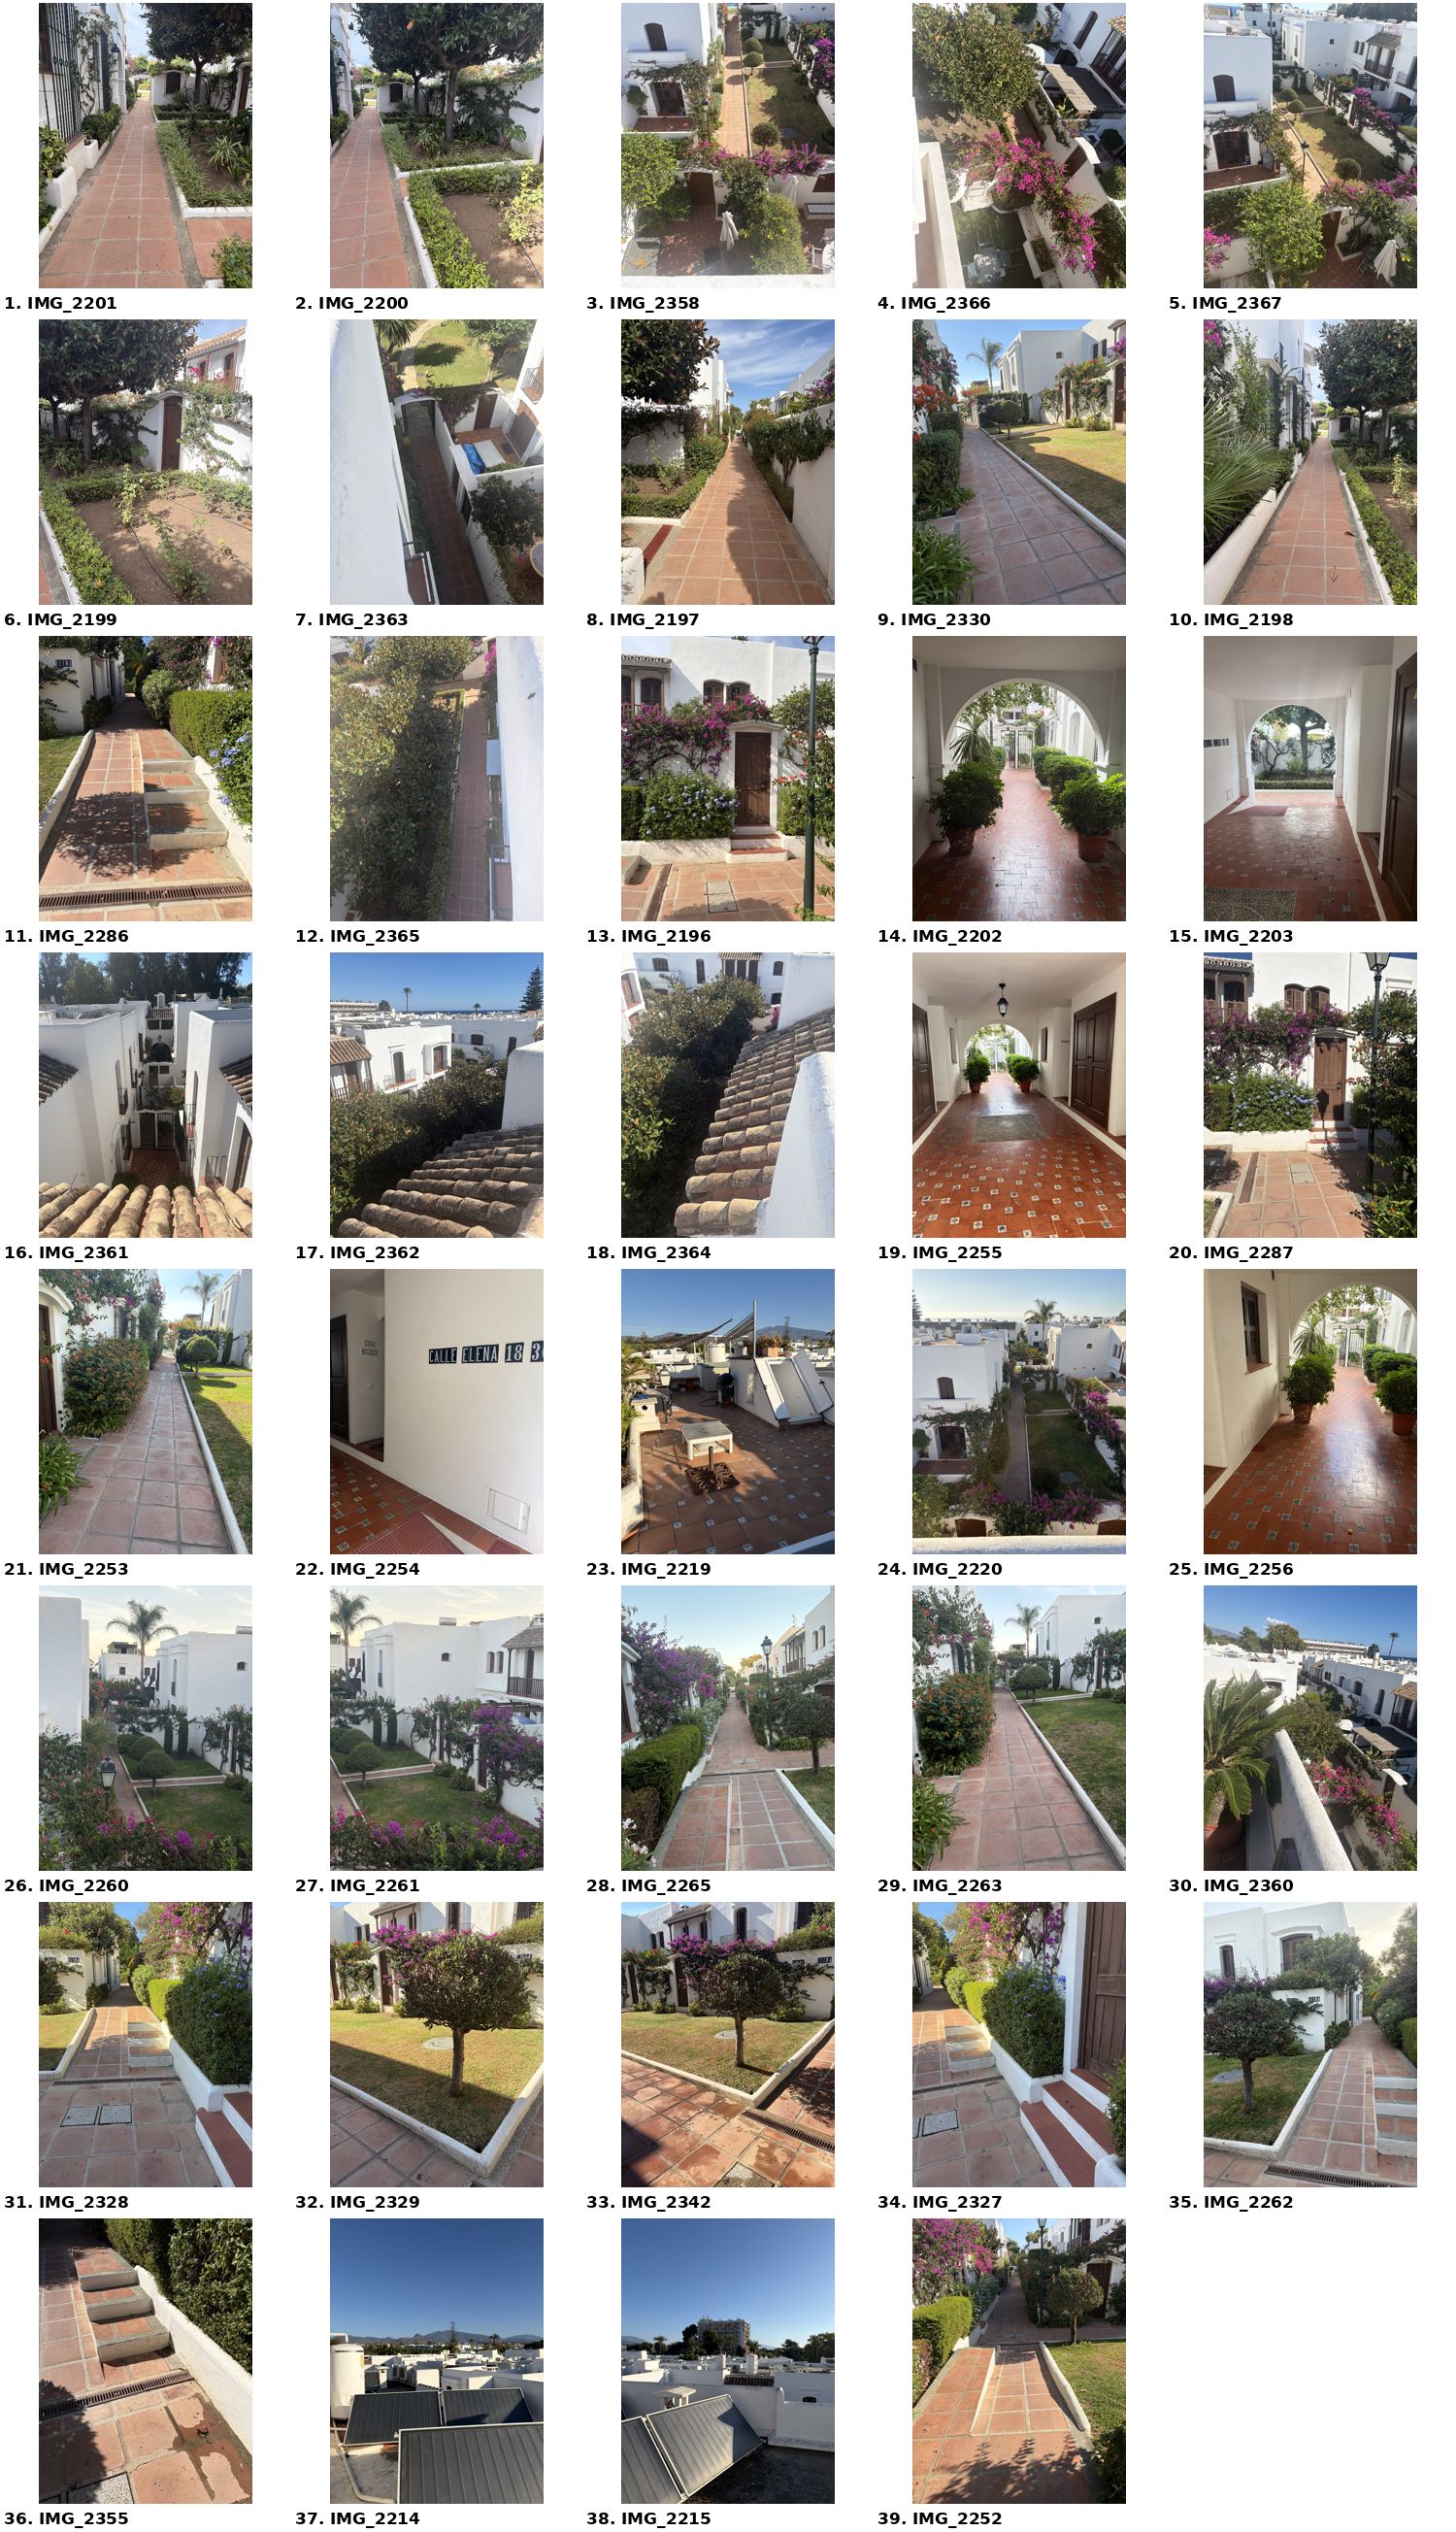 1. IMG_2201
2. IMG_2200
3. IMG_2358
4. IMG_2366
5. IMG_2367
6. IMG_2199
7. IMG_2363
8. IMG_2197
9. IMG_2330
10. IMG_2198
11. IMG_2286
12. IMG_2365
13. IMG_2196
14. IMG_2202
15. IMG_2203
16. IMG_2361
17. IMG_2362
18. IMG_2364
19. IMG_2255
20. IMG_2287
CALLE ELENA 18 3
21. IMG_2253
22. IMG_2254
23. IMG_2219
24. IMG_2220
25. IMG_2256
26. IMG_2260
27. IMG_2261
28. IMG_2265
29. IMG_2263
30. IMG_2360
31. IMG_2328
32. IMG_2329
33. IMG_2342
34. IMG_2327
35. IMG_2262
36. IMG_2355
37. IMG_2214
38. IMG_2215
39. IMG_2252